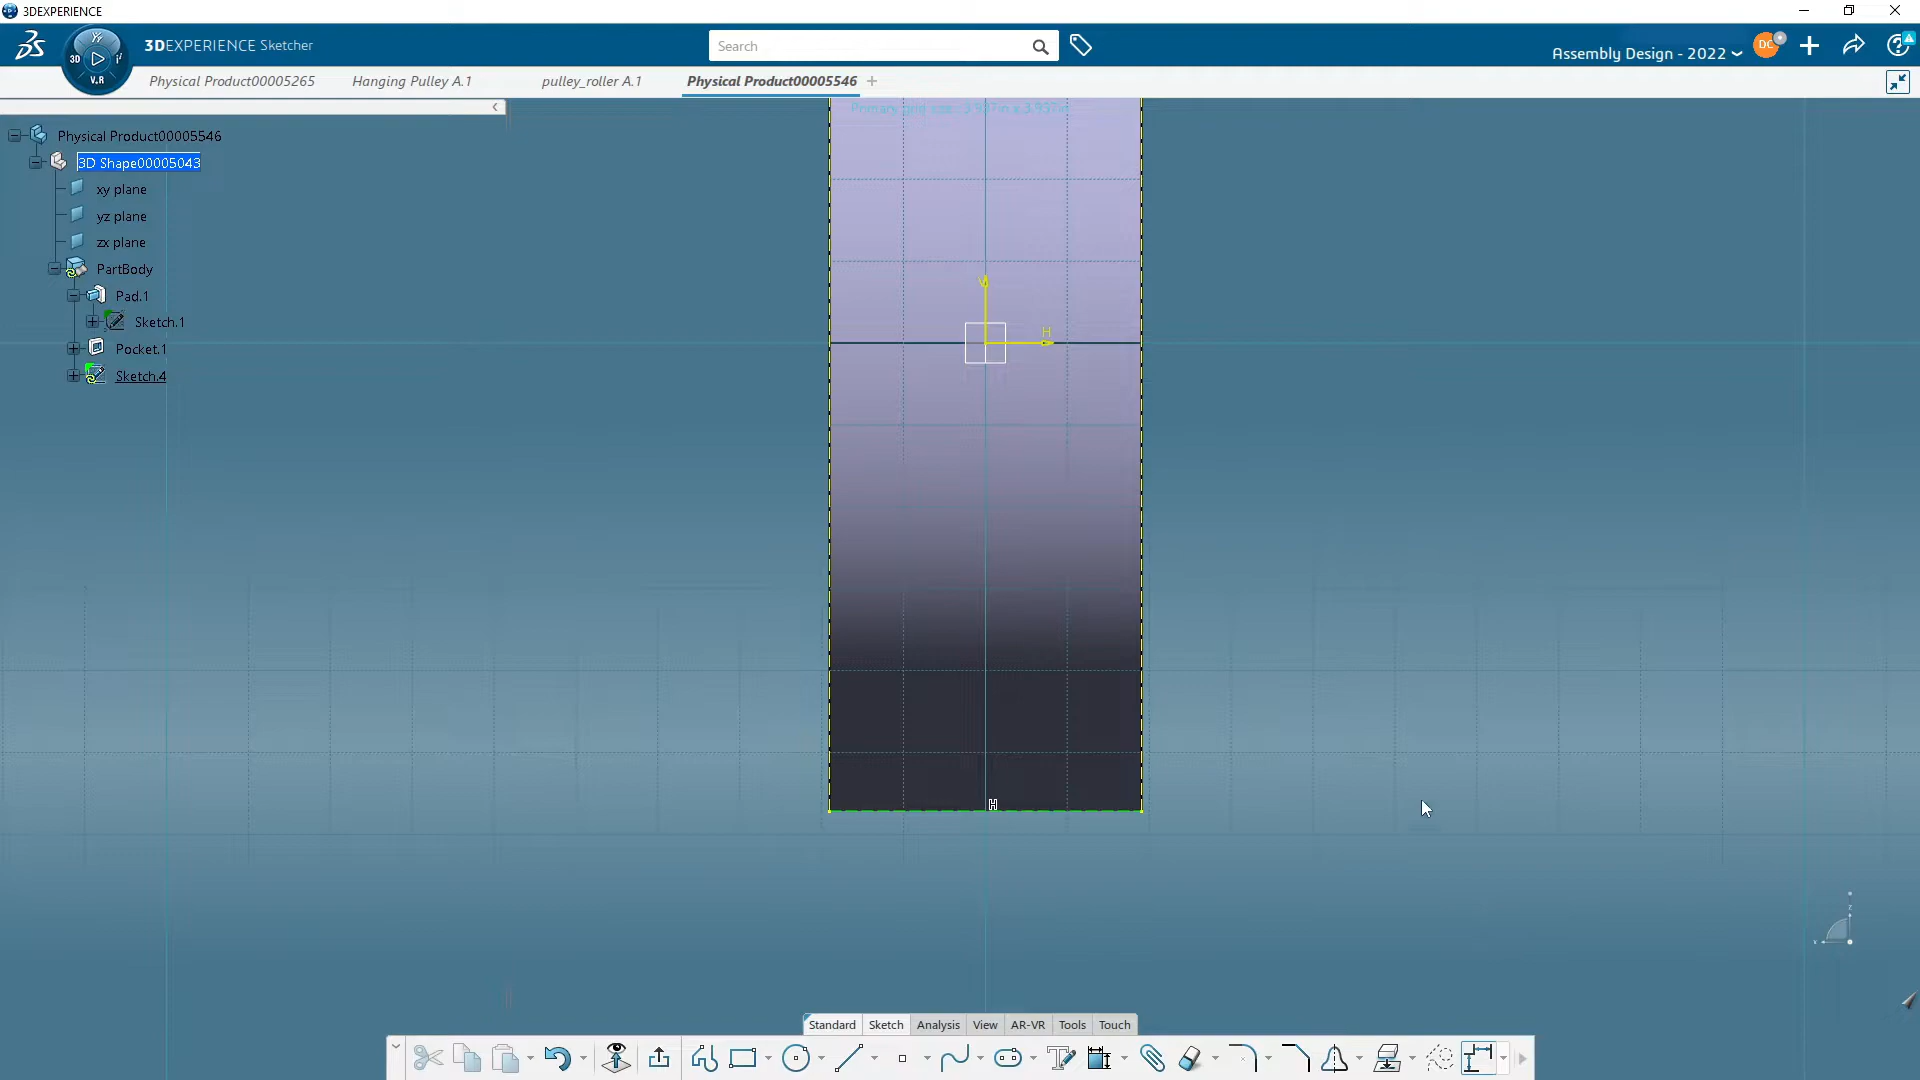 3DEXPERIENCE
3DEXPERIENCE Sketcher
Search
Assembly Design - 2022
DC
3D
V.R
Physical Product00005265
Hanging Pulley A.1
pulley_roller A.1
Physical Product00005546
Physical Product00005546
3D Shape00005043
xy plane
yz plane
zx plane
PartBody
Pad.1
Sketch.1
Pocket.1
Sketch.4
V
H
H
Standard
Sketch
Analysis
View
AR-VR
Tools
Touch